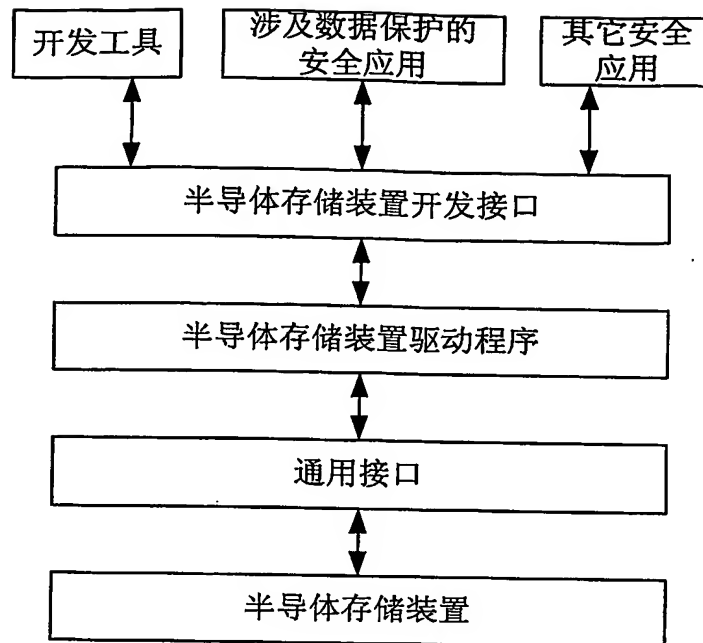 开发工具
涉及数据保护的
安全应用
其它安全
应用
半导体存储装置开发接口
半导体存储装置驱动程序
通用接口
半导体存储装置